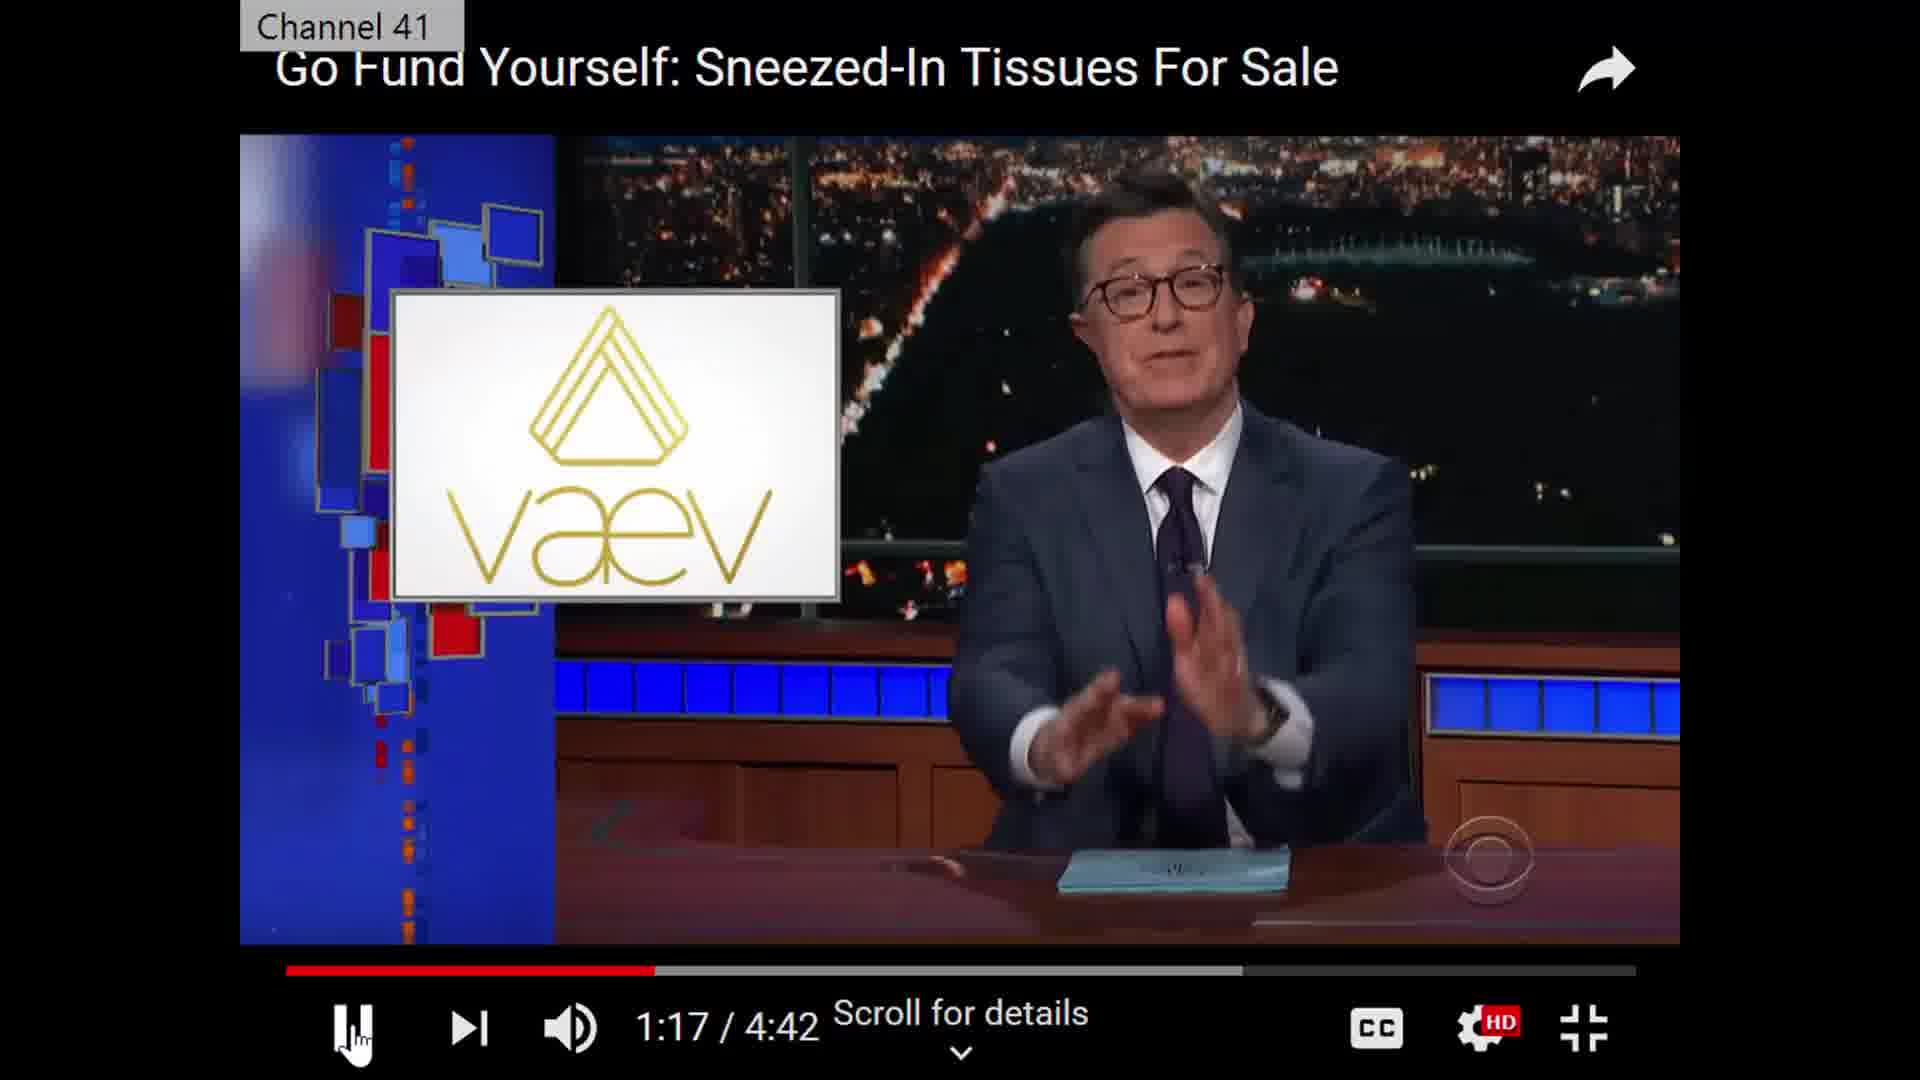 Channel 41
Go Fund Yourself: Sneezed-In Tissues For Sale
vaev
1:17 / 4:42
Scroll for details
CC
HD